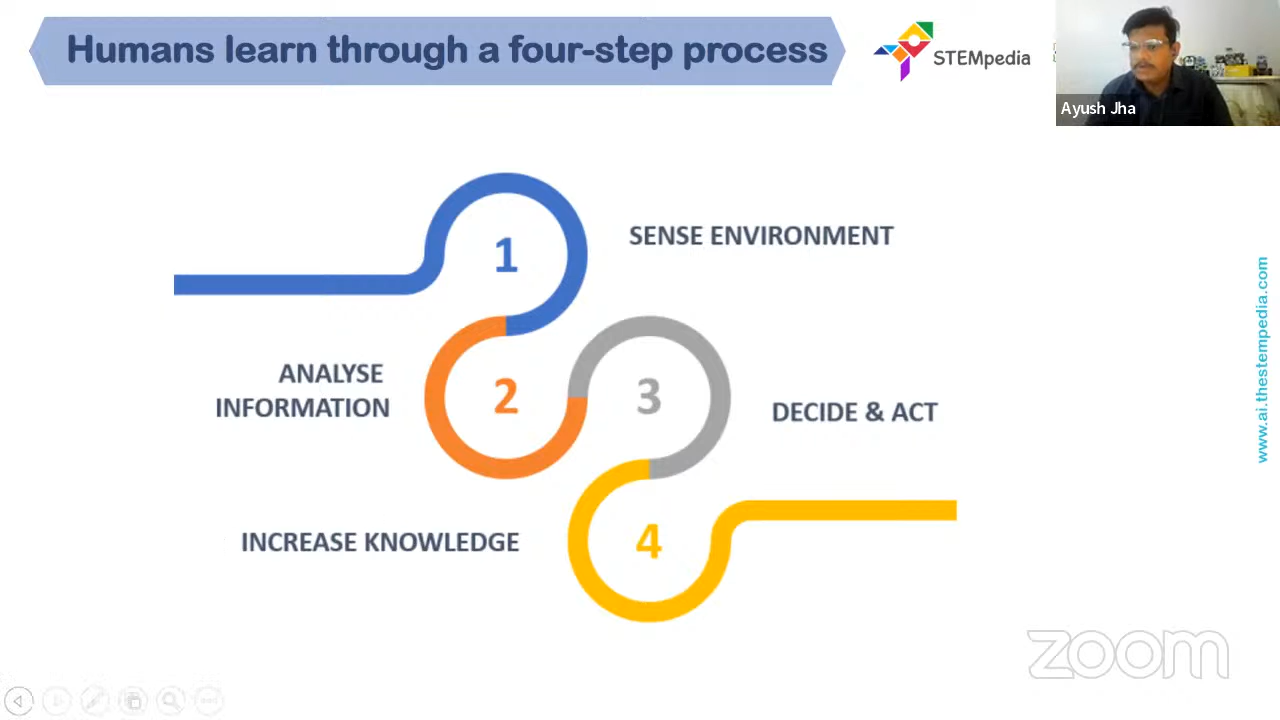 Humans learn through a four-step process
STEMpedia
Ayush Jha
1
SENSE ENVIRONMENT
ANALYSE
INFORMATION
2
3
DECIDE & ACT
INCREASE KNOWLEDGE
4
www.ai.thestempedia.com
zoom